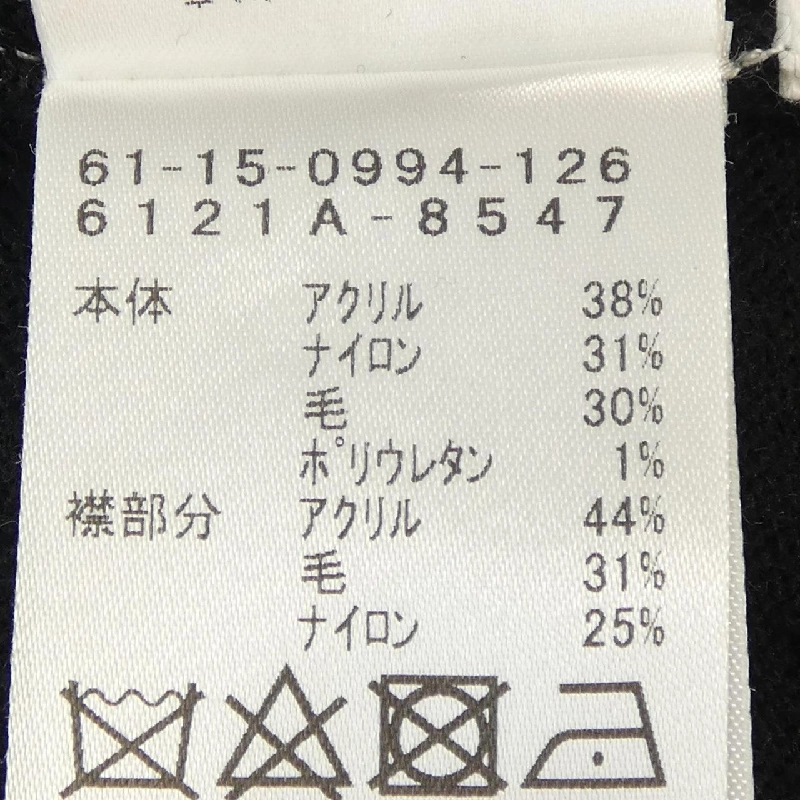 61-15-0994-126
6121A-8547
本体 アクリル 38%
ナイロン 31%
毛 30%
ポリウレタン 1%
襟部分 アクリル 44%
毛 31%
ナイロン 25%